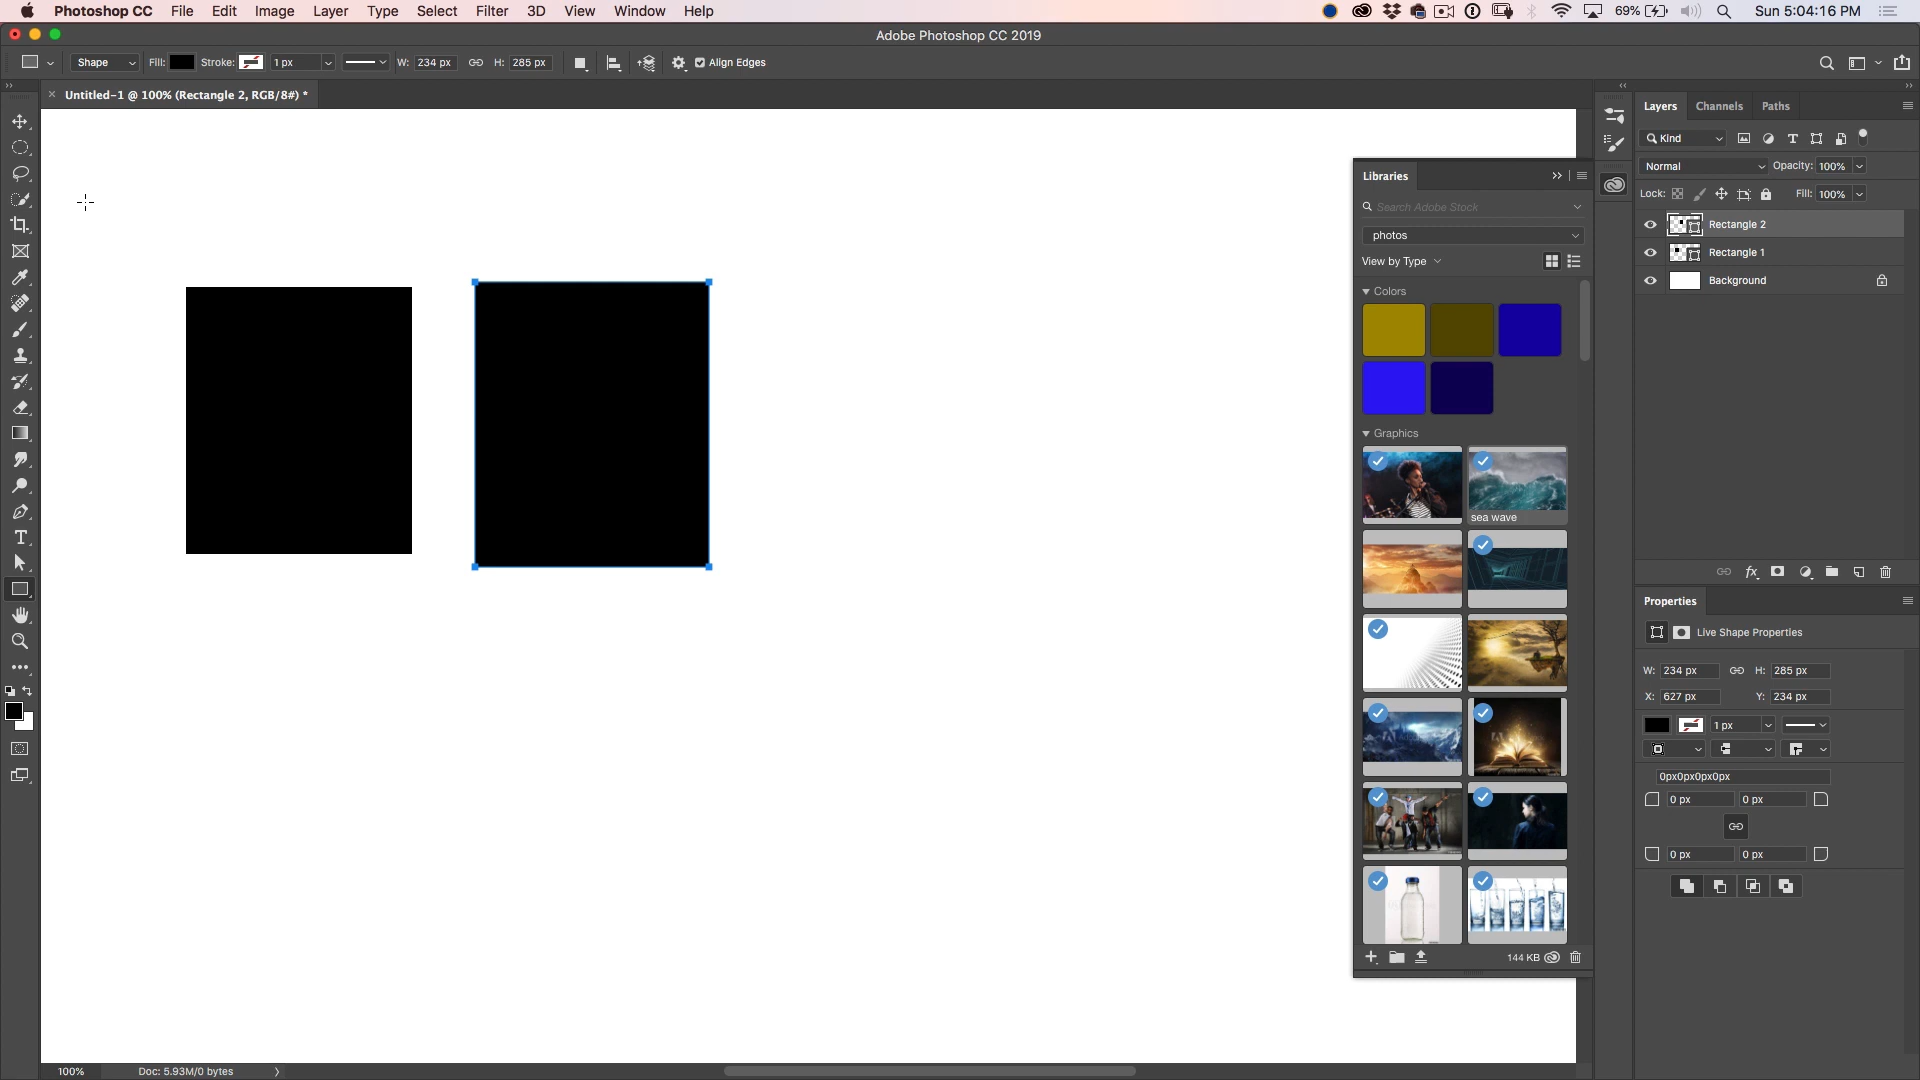 Photoshop CC File Edit Image Layer Type Select Filter 3D View Window Help 69% Sun 5:04:16 PM
Adobe Photoshop CC 2019
Shape Fill: Stroke: 1 px W: 234 px H: 285 px Align Edges
× Untitled-1 @ 100% (Rectangle 2, RGB/8#) *
Layers Channels Paths
Kind
Normal Opacity: 100%
Lock: Fill: 100%
Rectangle 2
Rectangle 1
Background
Libraries
Search Adobe Stock
photos
View by Type
Colors
Graphics
sea wave
144 KB
Properties
Live Shape Properties
W: 234 px H: 285 px
X: 627 px Y: 234 px
1 px
0px0px0px0px
0 px 0 px
0 px 0 px
100% Doc: 5.93M/0 bytes